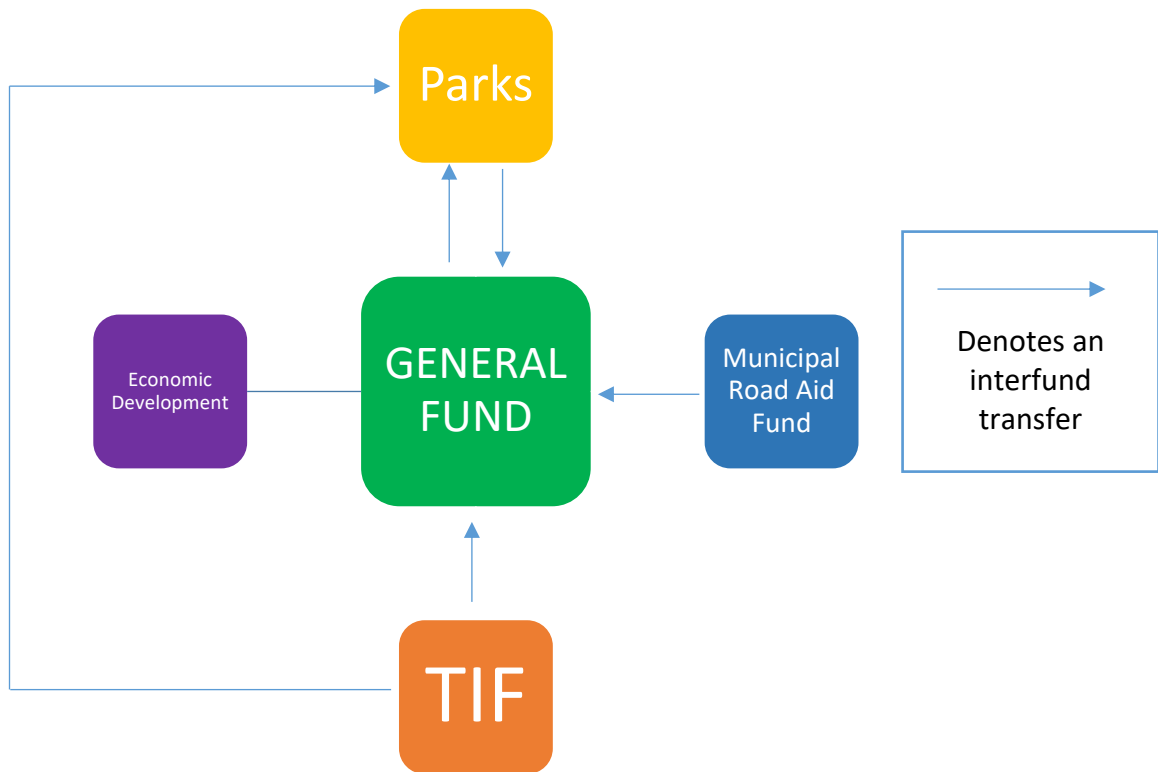 Parks
Economic
Development
GENERAL
FUND
Municipal
Road Aid
Fund
Denotes an
interfund
transfer
TIF